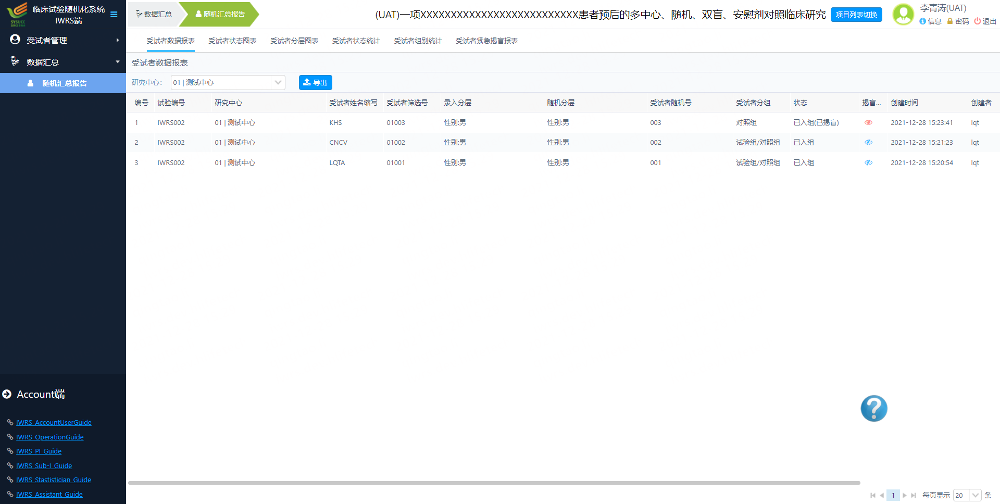 SYSUCC
SINCE 1964
临床试验随机化系统
IWRS端
受试者管理
数据汇总
随机汇总报告
Account端
IWRS_AccountUserGuide
IWRS_OperationGuide
IWRS_PI_Guide
IWRS_Sub-I_Guide
IWRS_Stastistician_Guide
IWRS_Assistant_Guide
数据汇总 随机汇总报告 (UAT)一项XXXXXXXXXXXXXXXXXXXXXXXXXX患者预后的多中心、随机、双盲、安慰剂对照临床研究 项目列表切换 李青涛(UAT)
信息 密码 退出
受试者数据报表 受试者状态图表 受试者分层图表 受试者状态统计 受试者组别统计 受试者紧急揭盲报表
受试者数据报表
研究中心: 01 | 测试中心 导出
编号 试验编号 研究中心 受试者姓名缩写 受试者筛选号 录入分层 随机分层 受试者随机号 受试者分组 状态 揭盲... 创建时间 创建者
1 IWRS002 01 | 测试中心 KHS 01003 性别:男 性别:男 003 对照组 已入组(已揭盲) 2021-12-28 15:23:41 lqt
2 IWRS002 01 | 测试中心 CNCV 01002 性别:男 性别:男 002 试验组/对照组 已入组 2021-12-28 15:21:23 lqt
3 IWRS002 01 | 测试中心 LQTA 01001 性别:男 性别:男 001 试验组/对照组 已入组 2021-12-28 15:20:54 lqt
1 每页显示 20 条